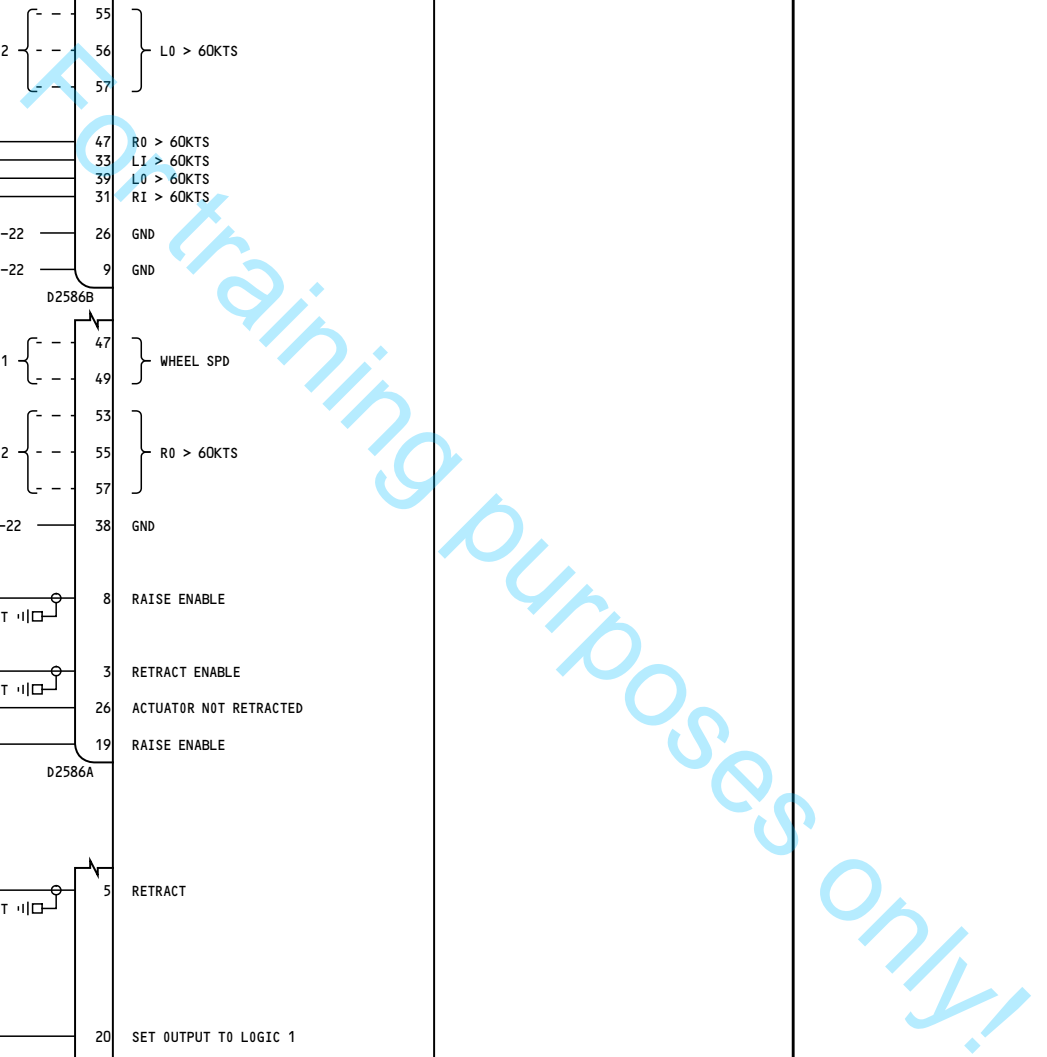 55
2 56 L0 > 60KTS
57
47 R0 > 60KTS
33 LI > 60KTS
39 L0 > 60KTS
31 RI > 60KTS
-22 26 GND
-22 9 GND
D2586B
47
1 WHEEL SPD
49
53
2 55 R0 > 60KTS
57
-22 38 GND
8 RAISE ENABLE
T
3 RETRACT ENABLE
T
26 ACTUATOR NOT RETRACTED
19 RAISE ENABLE
D2586A
5 RETRACT
T
20 SET OUTPUT TO LOGIC 1
For training purposes only!